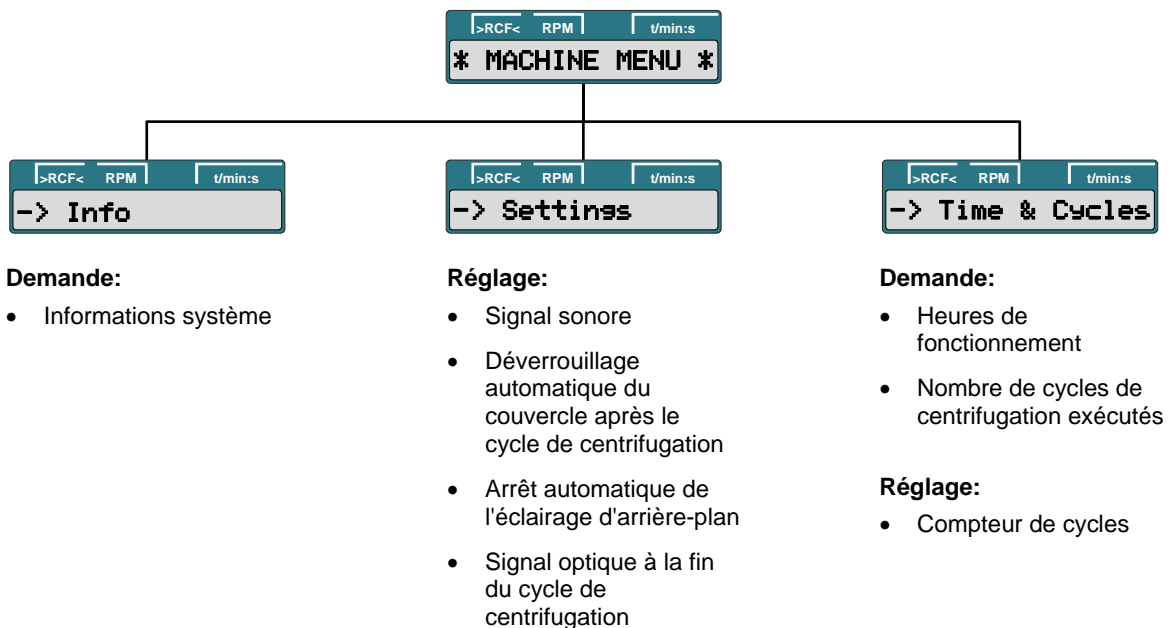 >RCF< RPM t/min:s
* MACHINE MENU *
>RCF< RPM t/min:s
-> Info
Demande:
• Informations système
>RCF< RPM t/min:s
-> Settings
Réglage:
• Signal sonore
• Déverrouillage
automatique du
couvercle après le
cycle de centrifugation
• Arrêt automatique de
l'éclairage d'arrière-plan
• Signal optique à la fin
du cycle de
centrifugation
>RCF< RPM t/min:s
-> Time & Cycles
Demande:
• Heures de
fonctionnement
• Nombre de cycles de
centrifugation exécutés
Réglage:
• Compteur de cycles